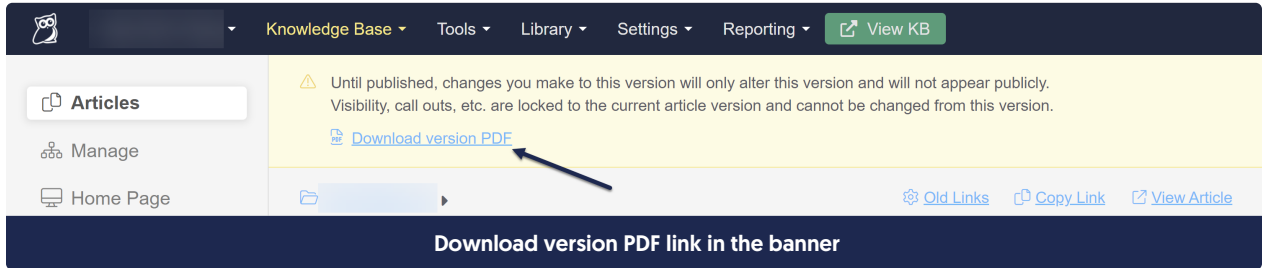 Knowledge Base Tools Library Settings Reporting View KB
Until published, changes you make to this version will only alter this version and will not appear publicly.
Visibility, call outs, etc. are locked to the current article version and cannot be changed from this version.
PDF Download version PDF
Articles
Manage
Home Page
Old Links Copy Link View Article
Download version PDF link in the banner